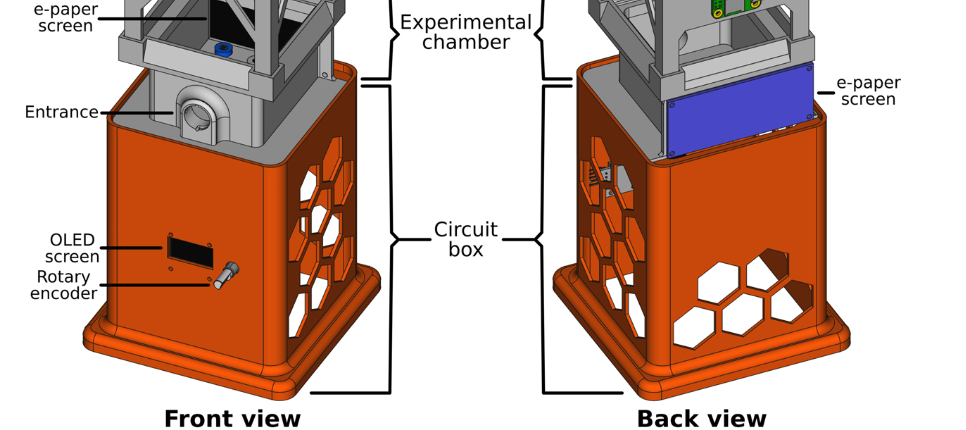 e-paper
screen
Experimental
chamber
Entrance
e-paper
screen
OLED
screen
Rotary
encoder
Circuit
box
Front view
Back view